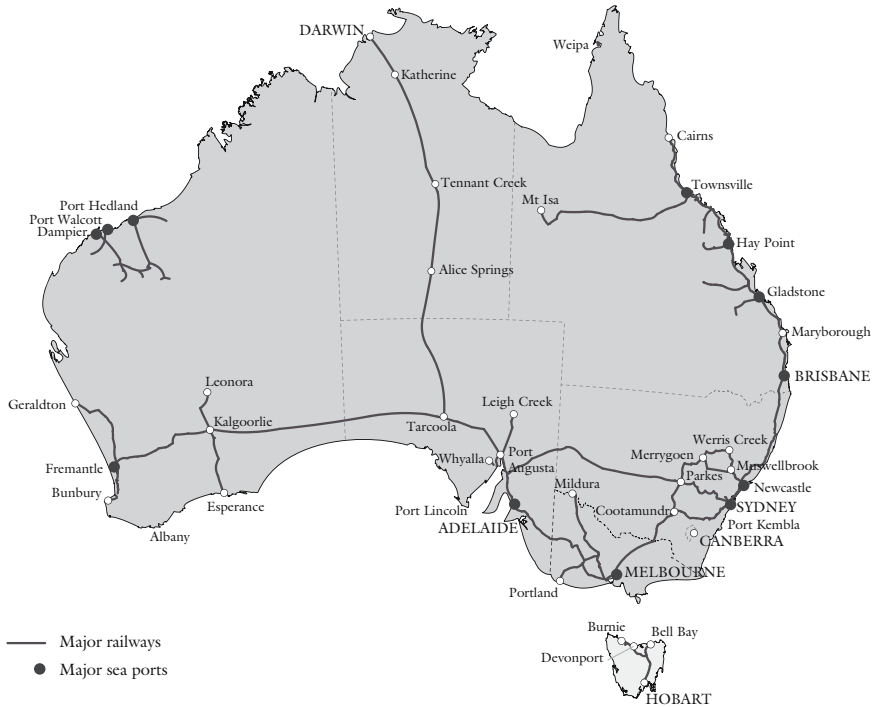 DARWIN
Weipa
Katherine
Cairns
Tennant Creek
Townsville
Mt Isa
Port Hedland
Port Walcott
Dampier
Hay Point
Alice Springs
Gladstone
Maryborough
BRISBANE
Leonora
Geraldton
Leigh Creek
Kalgoorlie
Tarcoola
Werris Creek
Merrygoen
Port
Augusta
Whyalla
Muswellbrook
Fremantle
Parkes
Mildura
Newcastle
Bunbury
Esperance
Port Lincoln
Cootamundr
SYDNEY
Port Kembla
ADELAIDE
Albany
CANBERRA
MELBOURNE
Portland
Burnie
Bell Bay
Devonport
HOBART
Major railways
Major sea ports